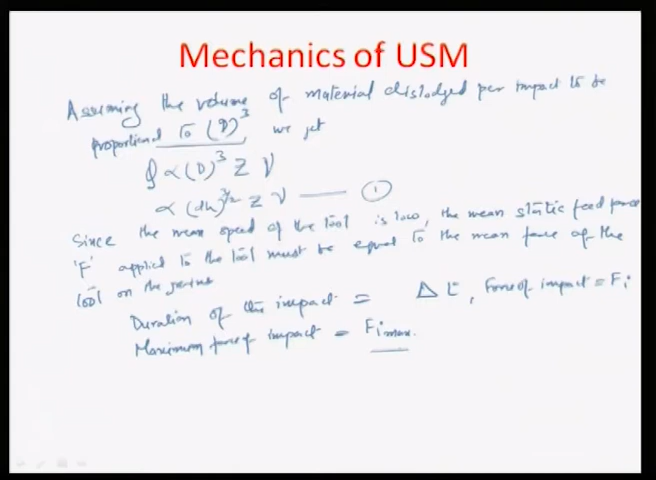 Mechanics of USM
Assuming the volume of material dislodged per impact to be
proportional to (D)³ we get
Q ∝ (D)³ Z ν
∝ (dh)^3/2 Z ν —— ①
Since the mean speed of the tool is low, the mean static feed force
'F' applied to the tool must be equal to the mean force of the
tool on the grains
Duration of the impact = Δt, Force of impact = Fi
Maximum force of impact = Fimax.